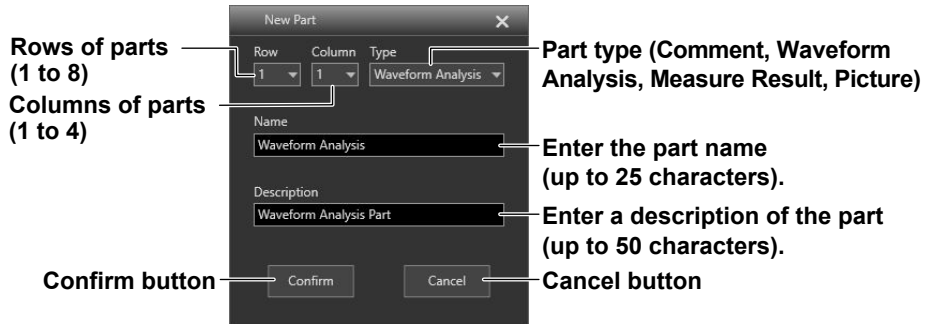 New Part
Rows of parts
(1 to 8)
Row Column Type
1 1 Waveform Analysis
Part type (Comment, Waveform
Analysis, Measure Result, Picture)
Columns of parts
(1 to 4)
Name
Waveform Analysis
Enter the part name
(up to 25 characters).
Description
Waveform Analysis Part
Enter a description of the part
(up to 50 characters).
Confirm button
Confirm
Cancel
Cancel button